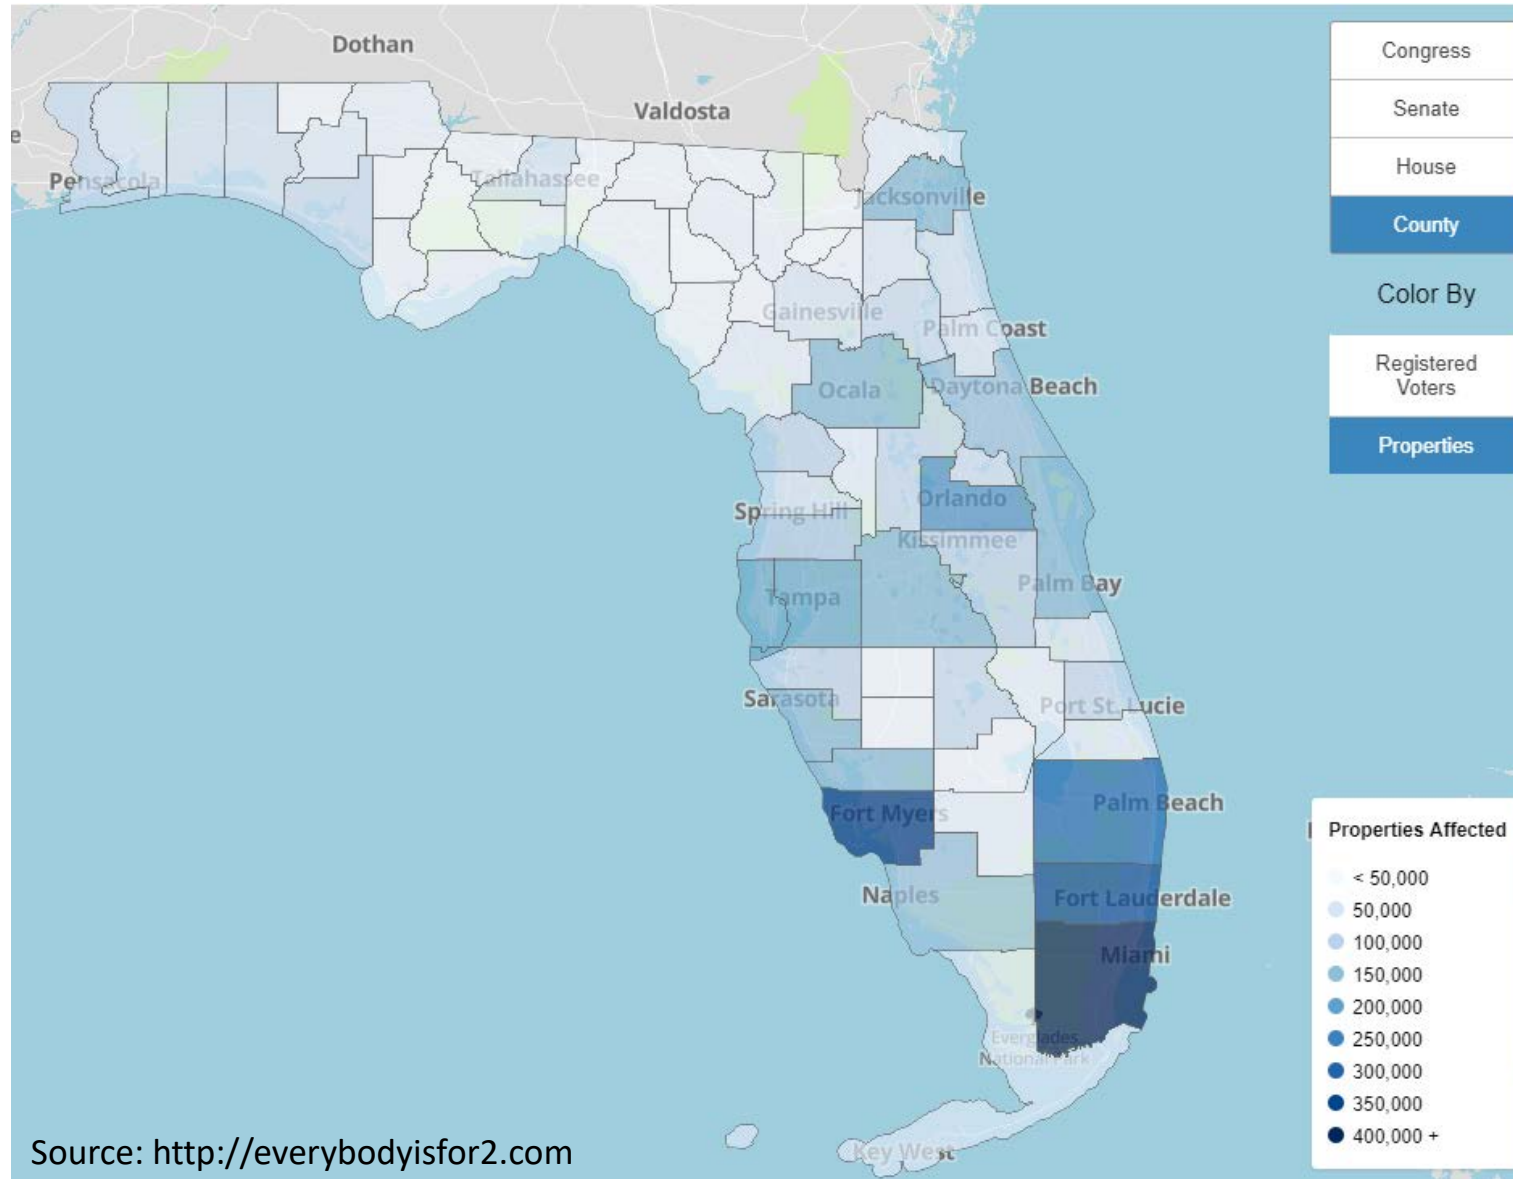 Dothan
Valdosta
e
Pensacola
Tallahassee
Jacksonville
Gainesville
Palm Coast
Ocala
Daytona Beach
Orlando
Spring Hill
Kissimmee
Tampa
Palm Bay
Sarasota
Port St. Lucie
Fort Myers
Palm Beach
Naples
Fort Lauderdale
Miami
Everglades
National Park
Key West
Congress
Senate
House
County
Color By
Registered
Voters
Properties
Properties Affected
< 50,000
50,000
100,000
150,000
200,000
250,000
300,000
350,000
400,000 +
Source: http://everybodyisfor2.com